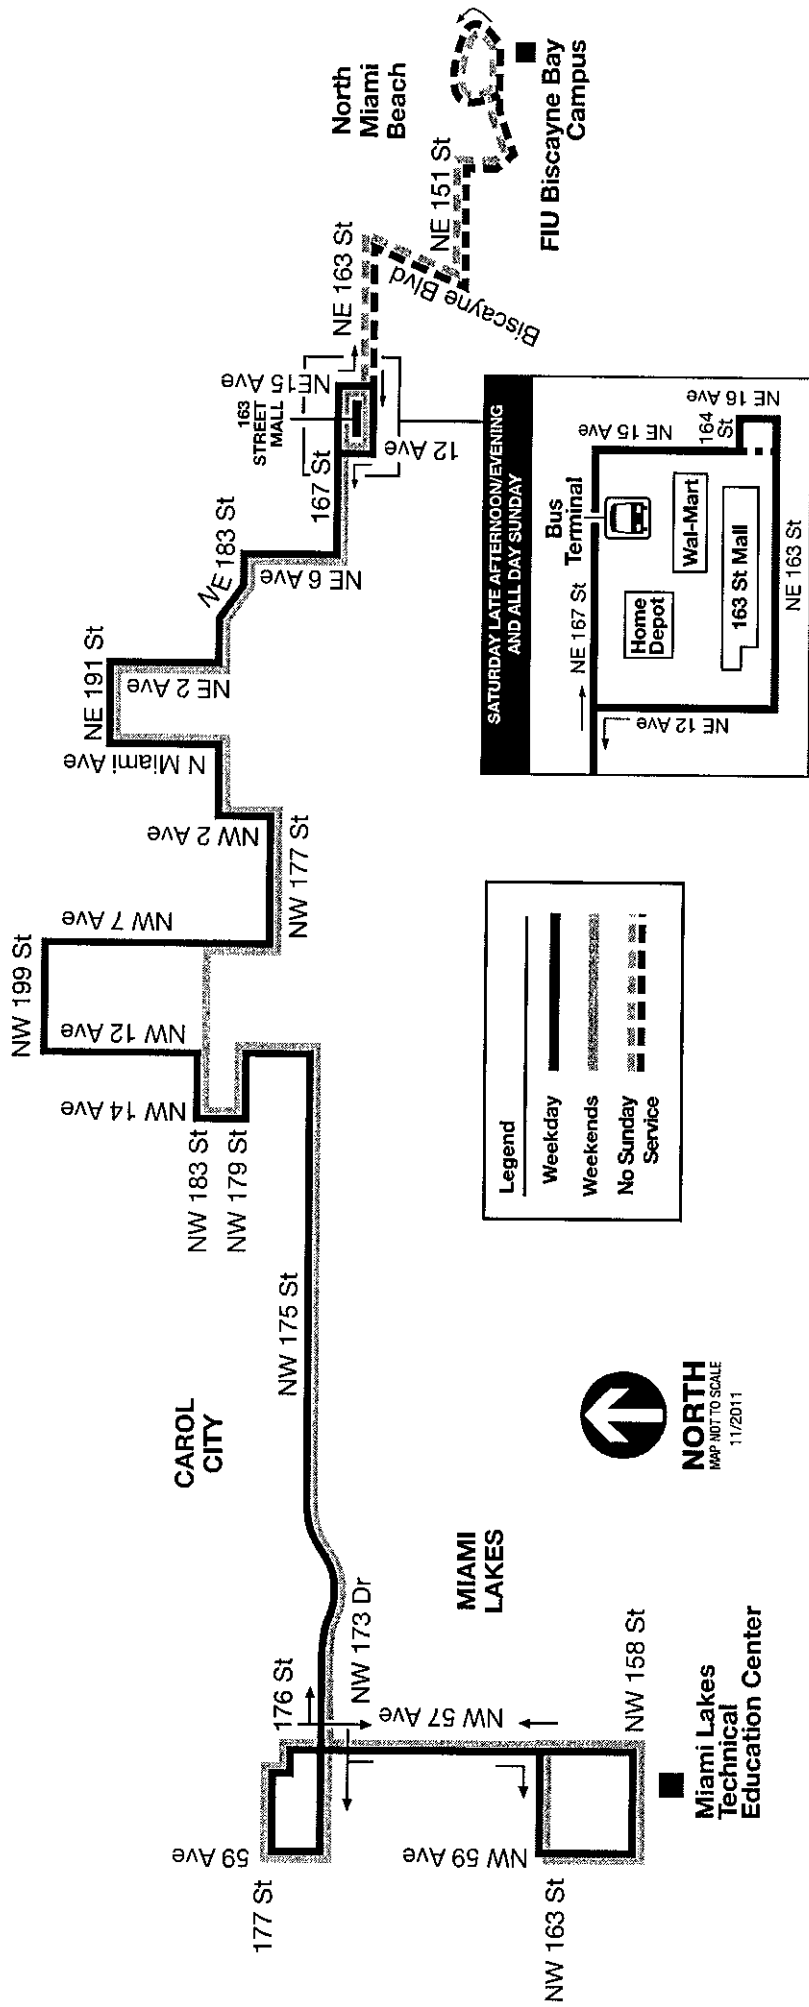 177 St
59 Ave
176 St
NW 173 Dr
NW 57 Ave
NW 59 Ave
NW 163 St
NW 158 St
Miami Lakes
Technical
Education Center
MIAMI
LAKES
CAROL
CITY
NW 175 St
NW 183 St
NW 179 St
NW 14 Ave
NW 12 Ave
NW 199 St
NW 7 Ave
NW 177 St
NW 2 Ave
N Miami Ave
NE 191 St
NE 2 Ave
NE 183 St
NE 6 Ave
167 St
12 Ave
163
STREET
MALL
NE15 Ave
NE 163 St
Biscayne Blvd
NE 151 St
North
Miami
Beach
FIU Biscayne Bay
Campus
NORTH
MAP NOT TO SCALE
11/2011
Legend
Weekday
Weekends
No Sunday
Service
SATURDAY LATE AFTERNOON/EVENING
AND ALL DAY SUNDAY
NE 167 St
Bus
Terminal
NE 15 Ave
164
St
NE 16 Ave
Home
Depot
Wal-Mart
163 St Mall
NE 12 Ave
NE 163 St